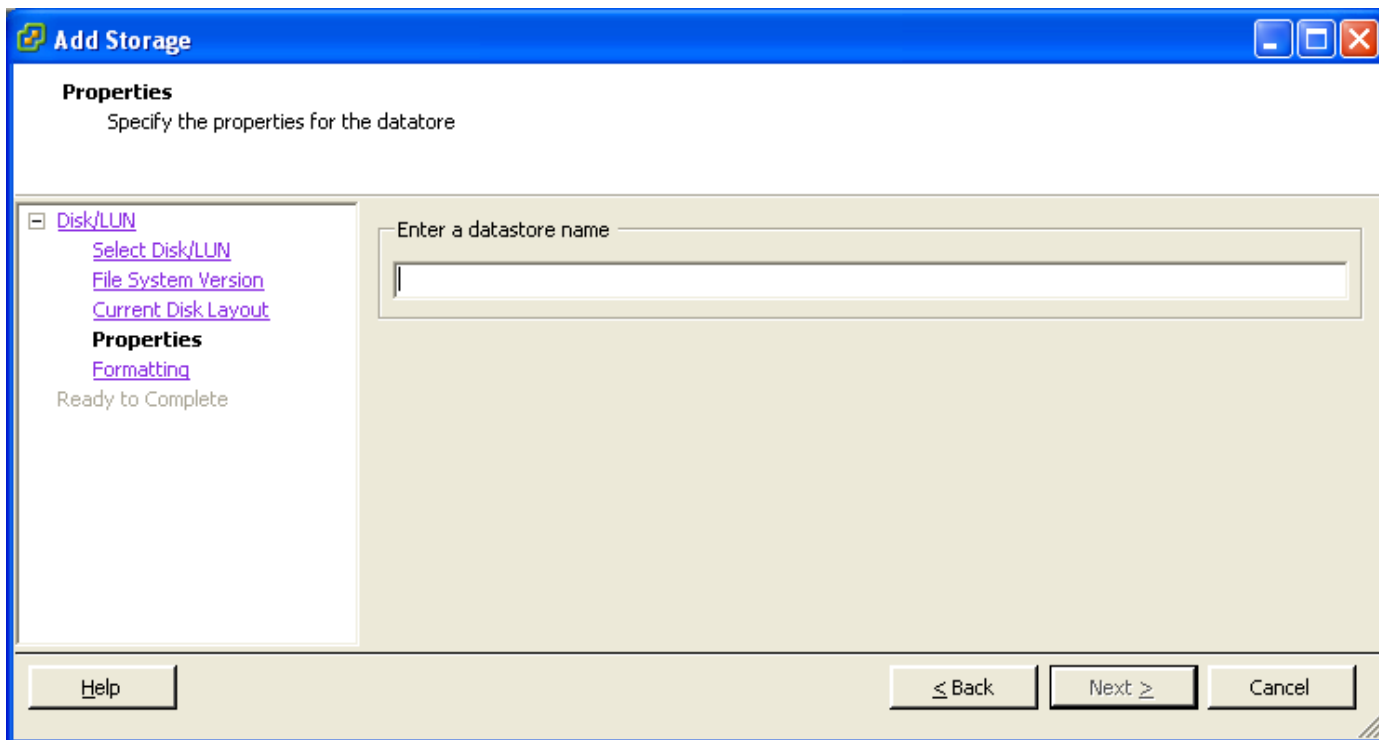 Add Storage
Properties
Specify the properties for the datatore
Disk/LUN
Select Disk/LUN
File System Version
Current Disk Layout
Properties
Formatting
Ready to Complete
Enter a datastore name
Help
< Back
Next >
Cancel